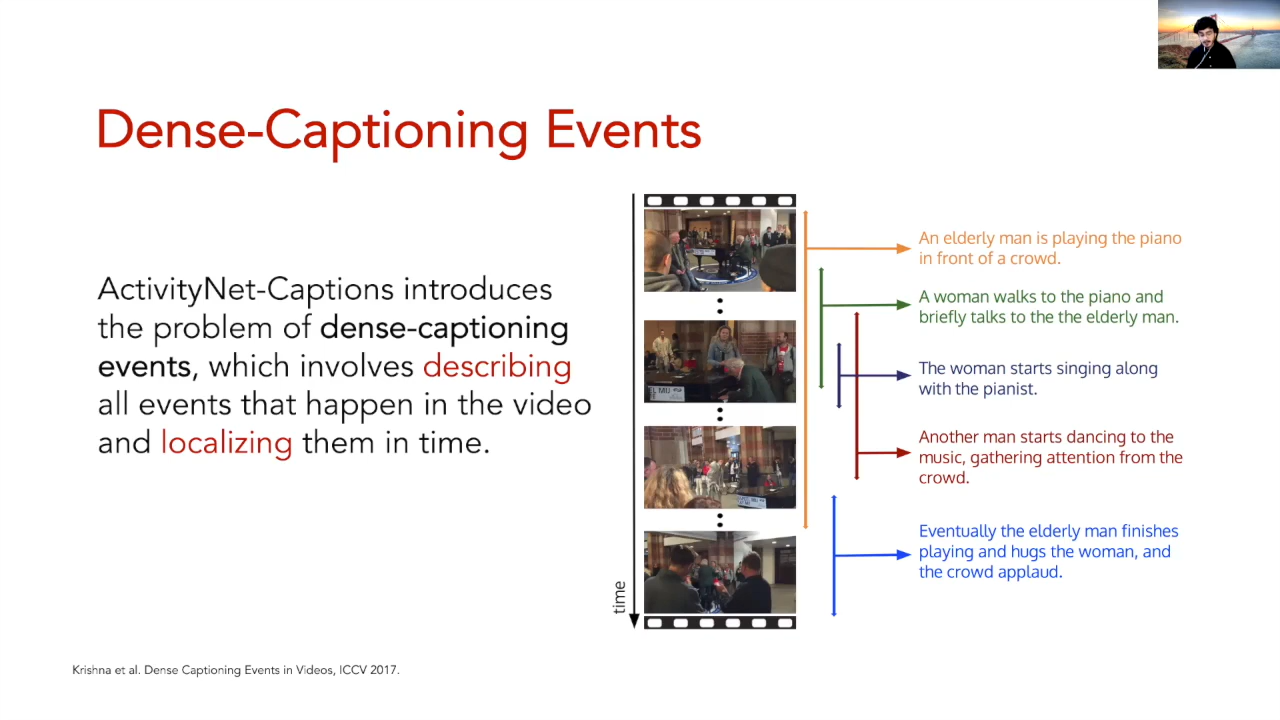 Dense-Captioning Events
ActivityNet-Captions introduces
the problem of dense-captioning
events, which involves describing
all events that happen in the video
and localizing them in time.
time
An elderly man is playing the piano
in front of a crowd.
A woman walks to the piano and
briefly talks to the the elderly man.
The woman starts singing along
with the pianist.
Another man starts dancing to the
music, gathering attention from the
crowd.
Eventually the elderly man finishes
playing and hugs the woman, and
the crowd applaud.
Krishna et al. Dense Captioning Events in Videos, ICCV 2017.